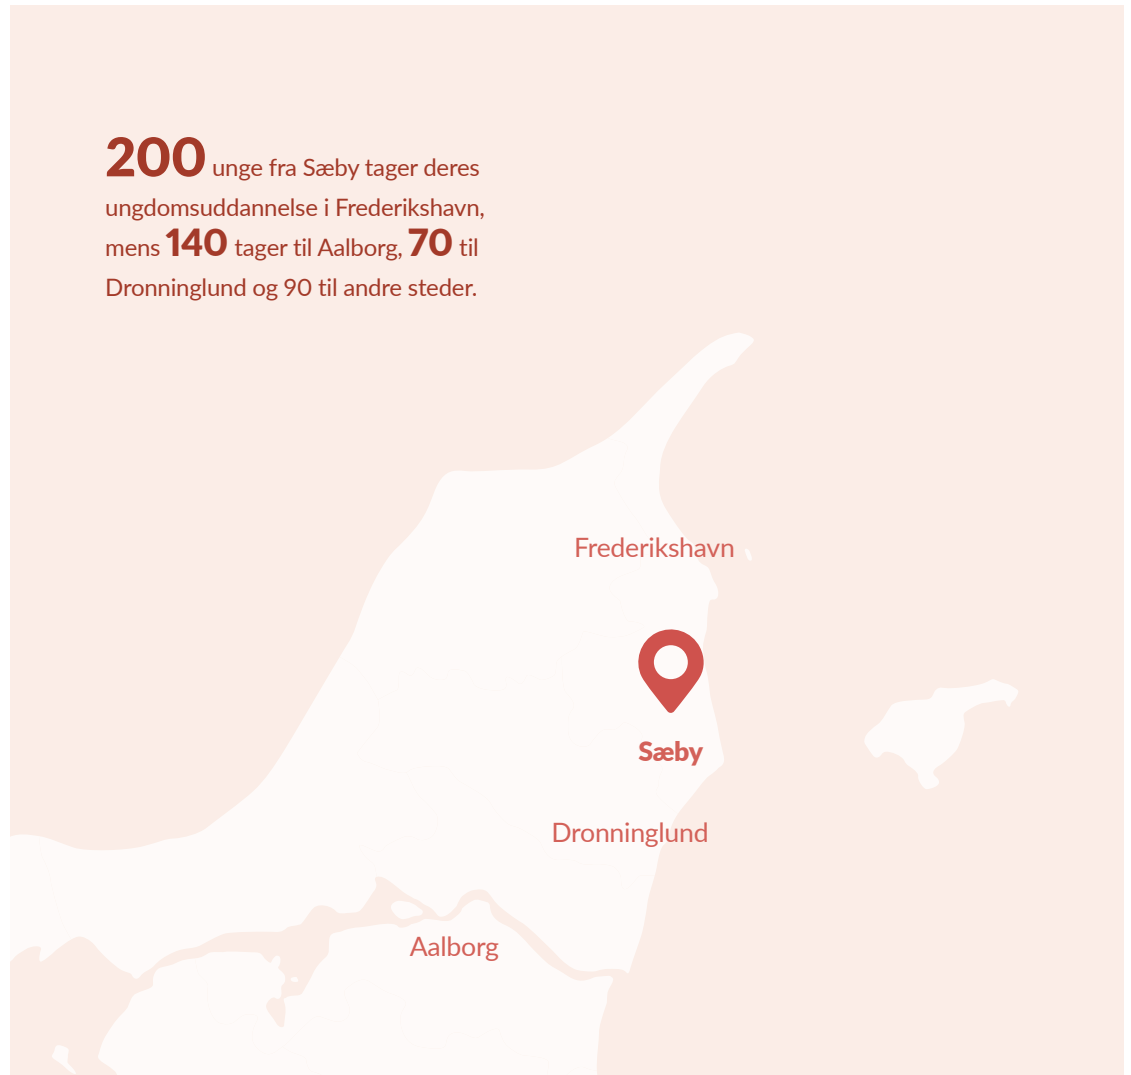 200 unge fra Sæby tager deres
ungdomsuddannelse i Frederikshavn,
mens 140 tager til Aalborg, 70 til
Dronninglund og 90 til andre steder.
Frederikshavn
Sæby
Dronninglund
Aalborg